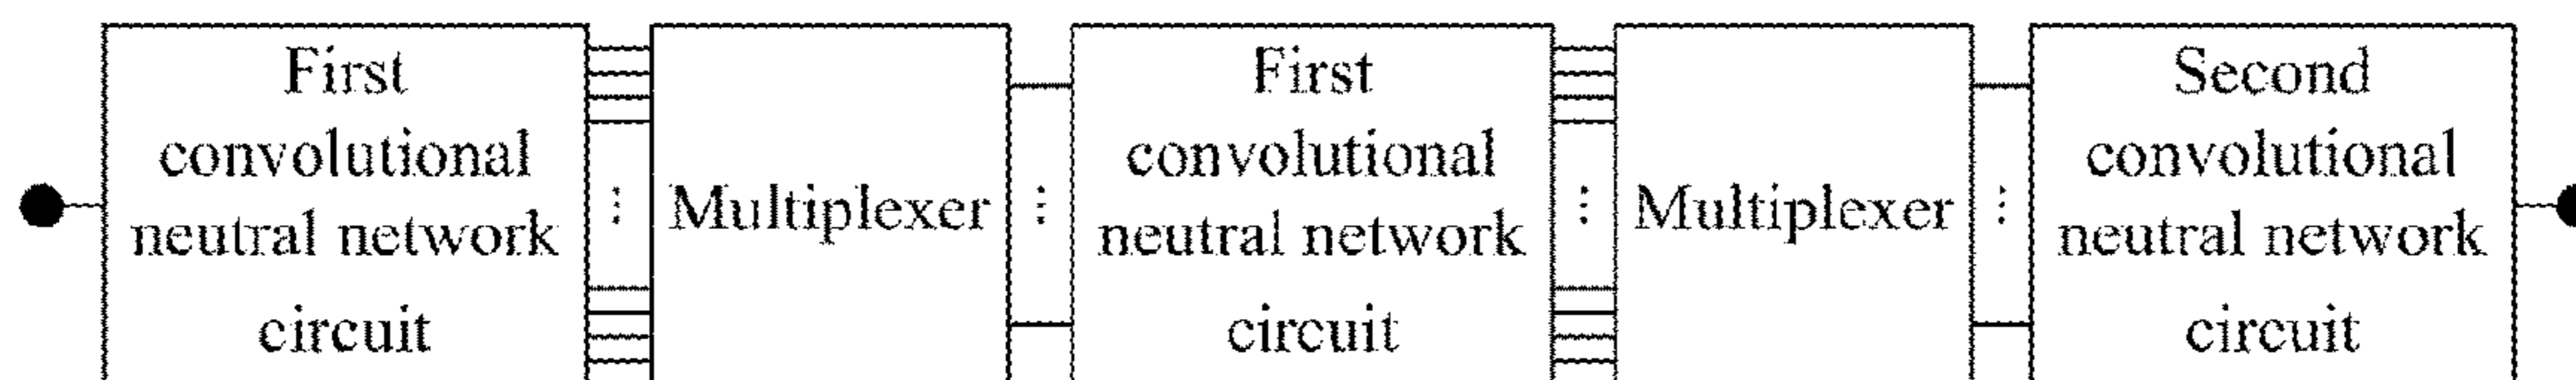 First
convolutional
neutral network
circuit
Multiplexer
First
convolutional
neutral network
circuit
Multiplexer
Second
convolutional
neutral network
circuit